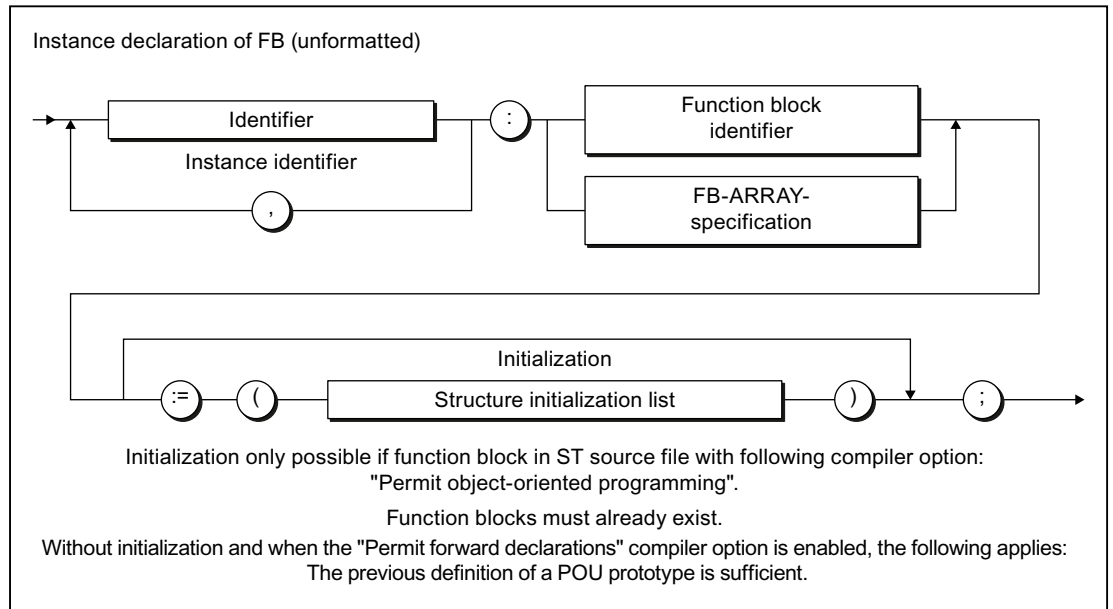 Instance declaration of FB (unformatted)
Identifier
:
Function block
identifier
Instance identifier
,
FB-ARRAY-
specification
Initialization
:=
(
Structure initialization list
)
;
Initialization only possible if function block in ST source file with following compiler option:
"Permit object-oriented programming".
Function blocks must already exist.
Without initialization and when the "Permit forward declarations" compiler option is enabled, the following applies:
The previous definition of a POU prototype is sufficient.